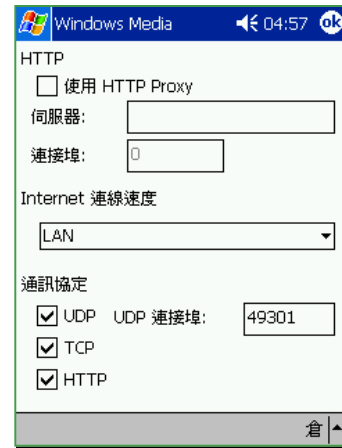 Windows Media 04:57 ok
HTTP
使用 HTTP Proxy
伺服器:
連接埠: 0
Internet 連線速度
LAN
通訊協定
UDP UDP 連接埠: 49301
TCP
HTTP
倉